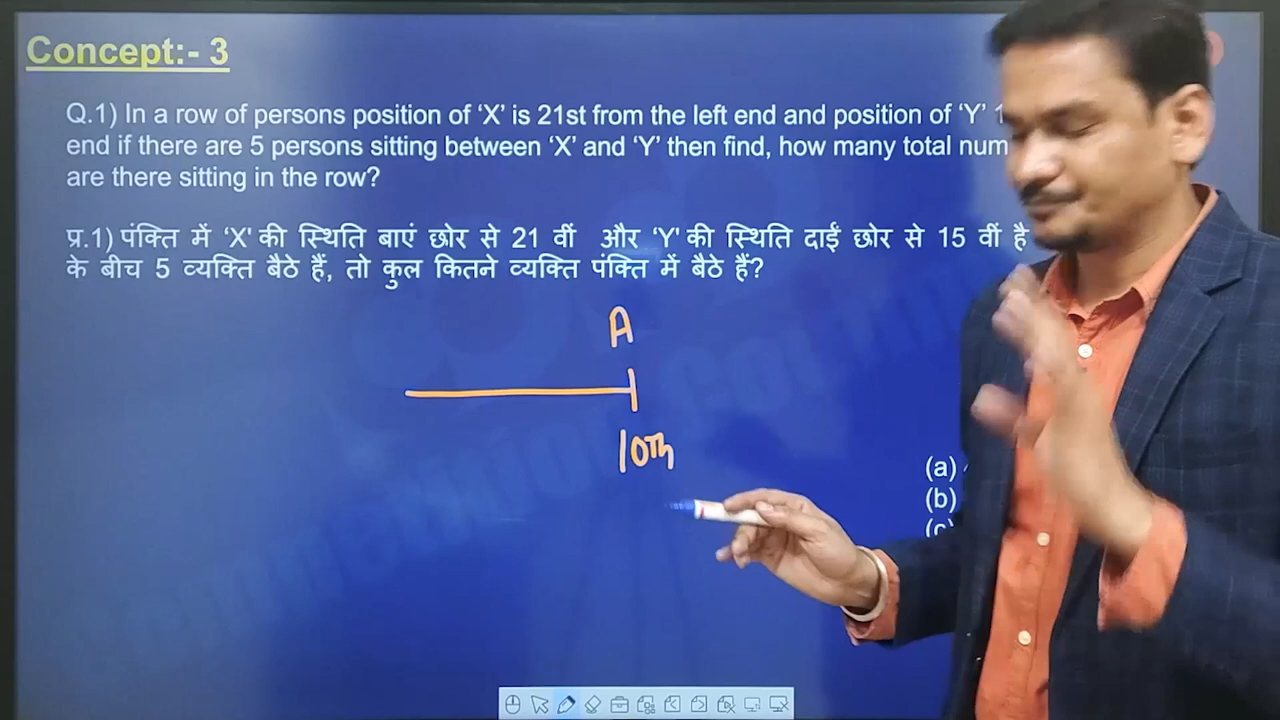 Concept:- 3
Q.1) In a row of persons position of ‘X’ is 21st from the left end and position of ‘Y’ 1
end if there are 5 persons sitting between ‘X’ and ‘Y’ then find, how many total num
are there sitting in the row?
प्र.1) पंक्ति में ‘X' की स्थिति बाएं छोर से 21 वीं और ‘Y' की स्थिति दाईं छोर से 15 वीं है
के बीच 5 व्यक्ति बैठे हैं, तो कुल कितने व्यक्ति पंक्ति में बैठे हैं?
A
10th
(a)
(b)
(c)